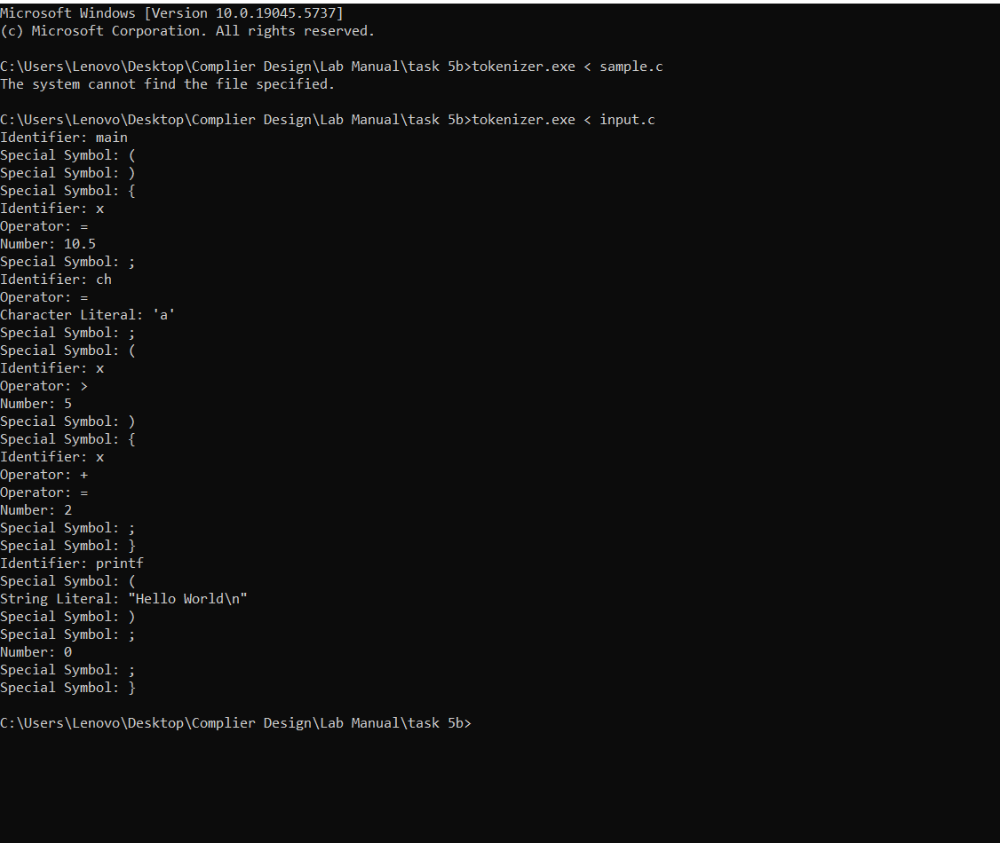 Microsoft Windows [Version 10.0.19045.5737]
(c) Microsoft Corporation. All rights reserved.
C:\Users\Lenovo\Desktop\Complier Design\Lab Manual\task 5b>tokenizer.exe < sample.c
The system cannot find the file specified.
C:\Users\Lenovo\Desktop\Complier Design\Lab Manual\task 5b>tokenizer.exe < input.c
Identifier: main
Special Symbol: (
Special Symbol: )
Special Symbol: {
Identifier: x
Operator: =
Number: 10.5
Special Symbol: ;
Identifier: ch
Operator: =
Character Literal: 'a'
Special Symbol: ;
Special Symbol: (
Identifier: x
Operator: >
Number: 5
Special Symbol: )
Special Symbol: {
Identifier: x
Operator: +
Operator: =
Number: 2
Special Symbol: ;
Special Symbol: }
Identifier: printf
Special Symbol: (
String Literal: "Hello World\n"
Special Symbol: )
Special Symbol: ;
Number: 0
Special Symbol: ;
Special Symbol: }
C:\Users\Lenovo\Desktop\Complier Design\Lab Manual\task 5b>